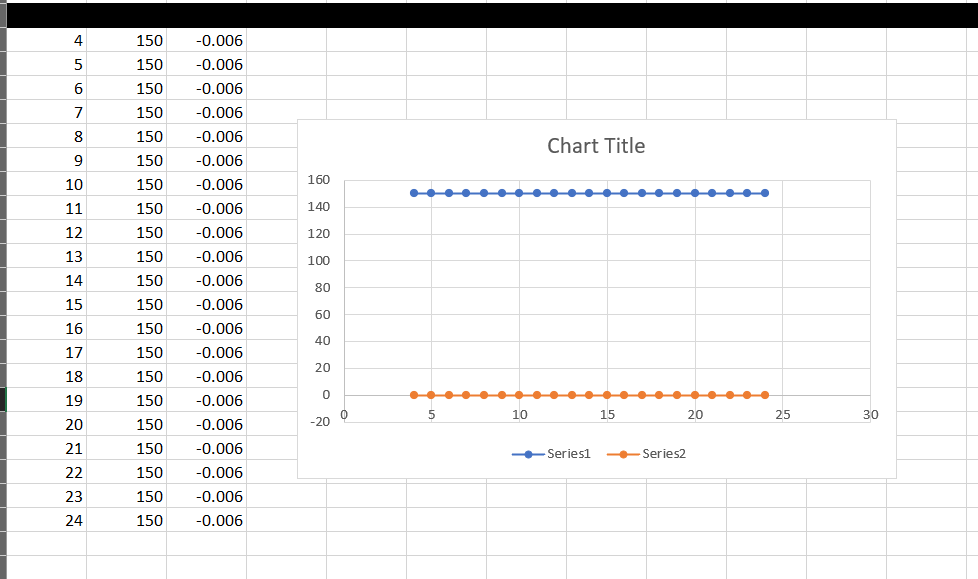 4 150 -0.006
5 150 -0.006
6 150 -0.006
7 150 -0.006
8 150 -0.006
9 150 -0.006
10 150 -0.006
11 150 -0.006
12 150 -0.006
13 150 -0.006
14 150 -0.006
15 150 -0.006
16 150 -0.006
17 150 -0.006
18 150 -0.006
19 150 -0.006
20 150 -0.006
21 150 -0.006
22 150 -0.006
23 150 -0.006
24 150 -0.006
Chart Title
160
140
120
100
80
60
40
20
0
-20
0 5 10 15 20 25 30
Series1 Series2